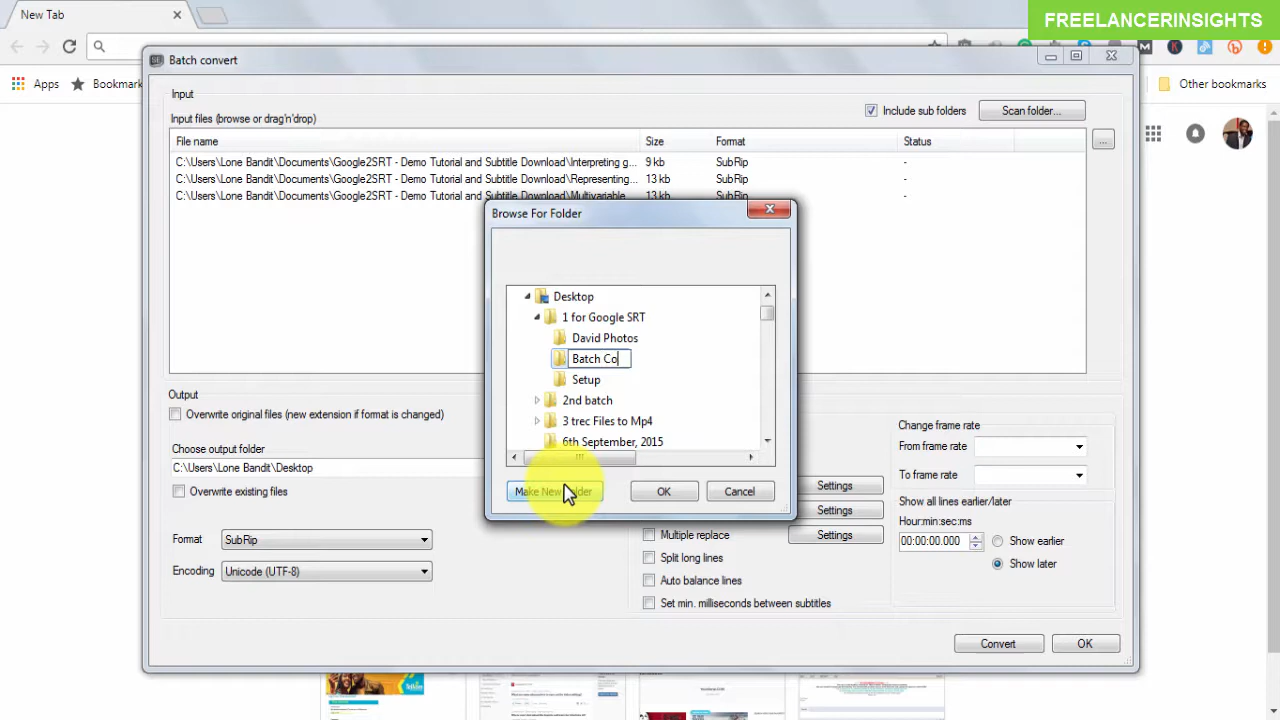 New Tab
FREELANCERINSIGHTS
Batch convert
Apps
Bookmark
Other bookmarks
Input
Input files (browse or drag'n'drop)
Include sub folders
Scan folder...
File name
Size
Format
Status
...
C:\Users\Lone Bandit\Documents\Google2SRT - Demo Tutorial and Subtitle Download\Interpreting g...
9 kb
SubRip
-
C:\Users\Lone Bandit\Documents\Google2SRT - Demo Tutorial and Subtitle Download\Representing...
13 kb
SubRip
-
C:\Users\Lone Bandit\Documents\Google2SRT - Demo Tutorial and Subtitle Download\Multivariable
13 kb
SubRip
-
Browse For Folder
Desktop
1 for Google SRT
David Photos
Batch Co
Setup
2nd batch
3 trec Files to Mp4
6th September, 2015
Make New Folder
OK
Cancel
Output
Overwrite original files (new extension if format is changed)
Choose output folder
C:\Users\Lone Bandit\Desktop
Overwrite existing files
Format
SubRip
Encoding
Unicode (UTF-8)
Settings
Settings
Multiple replace
Settings
Split long lines
Auto balance lines
Set min. milliseconds between subtitles
Change frame rate
From frame rate
To frame rate
Show all lines earlier/later
Hour:min:sec:ms
00:00:00.000
Show earlier
Show later
Convert
OK